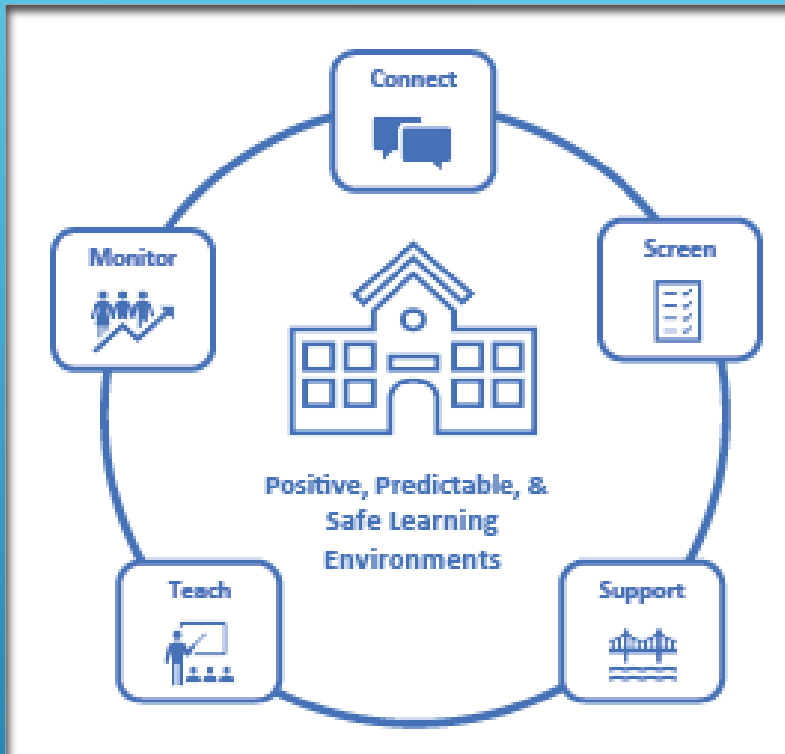 Connect
Monitor
Screen
Positive, Predictable, &
Safe Learning
Environments
Teach
Support